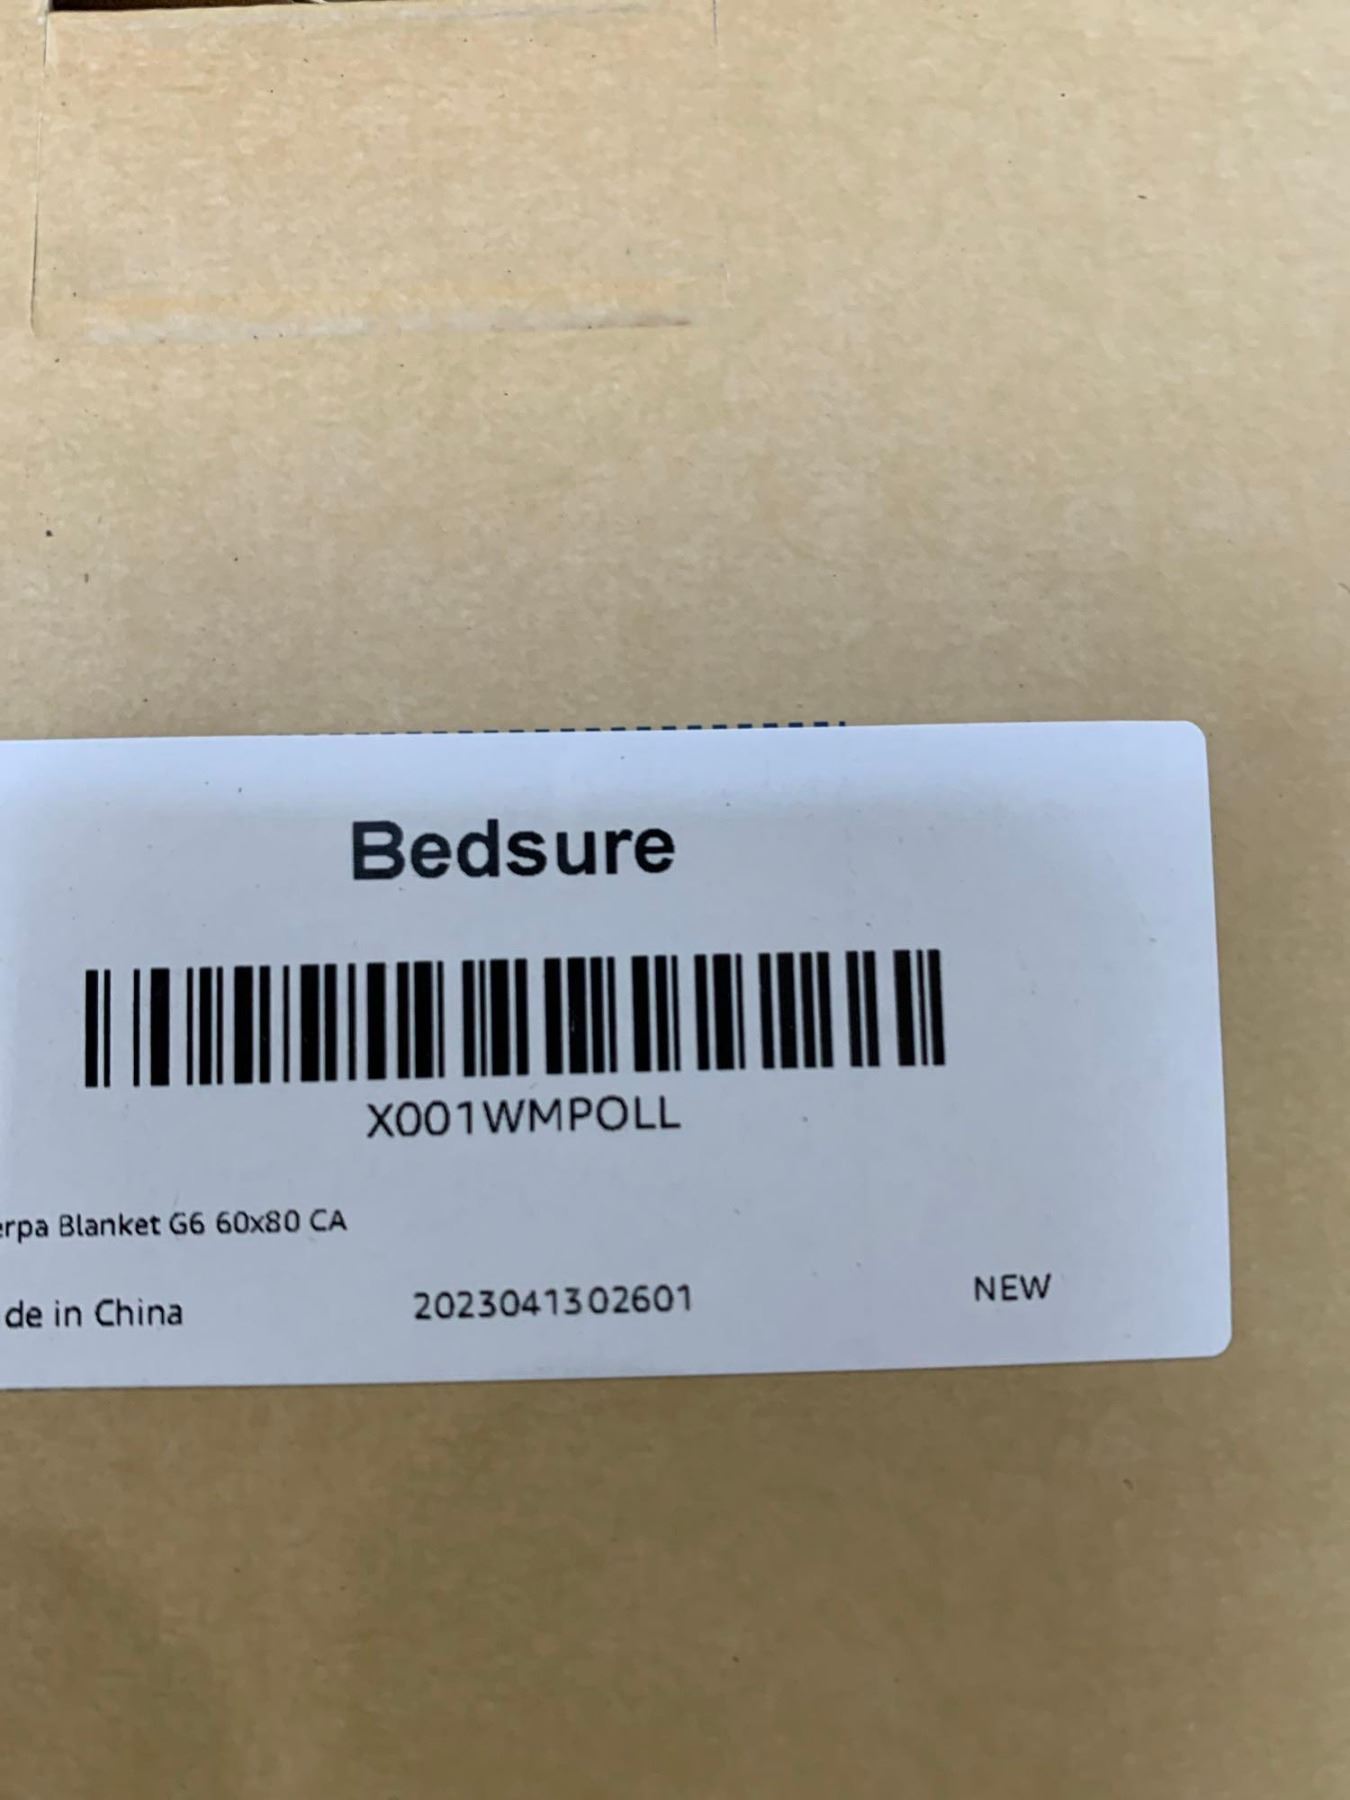 Bedsure
X001WMPOLL
erpa Blanket G6 60x80 CA
de in China 2023041302601 NEW